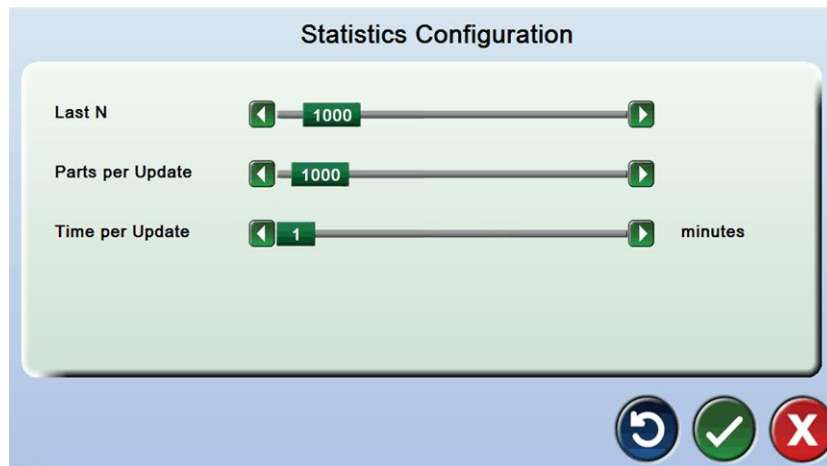 Statistics Configuration
Last N 1000
Parts per Update 1000
Time per Update 1 minutes